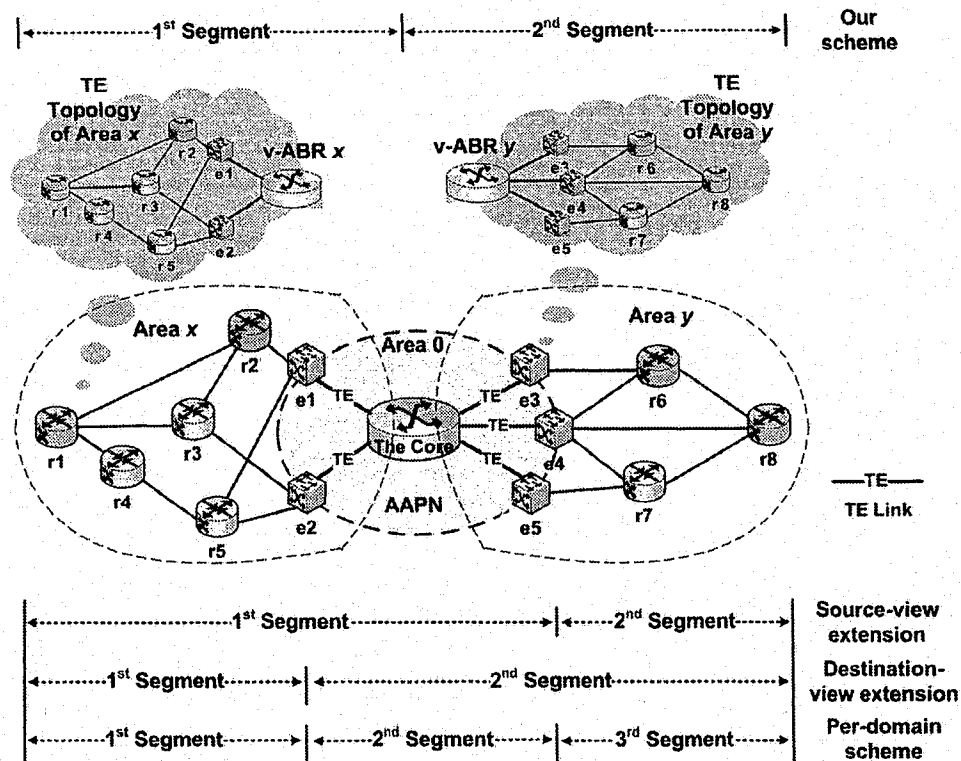 1st Segment
2nd Segment
Our
scheme
TE
Topology
of Area x
r2
e1
v-ABR x
r1
r3
r4
r5
e2
TE
Topology
of Area y
v-ABR y
e3
r6
e4
r8
e5
r7
Area x
Area 0
Area y
r2
e1
TE
TE
e3
r6
r1
r3
The Core
TE
e4
r8
r4
TE
TE
TE
r5
e2
AAPN
e5
r7
TE Link
1st Segment
2nd Segment
Source-view
extension
1st Segment
2nd Segment
Destination-
view extension
1st Segment
2nd Segment
3rd Segment
Per-domain
scheme